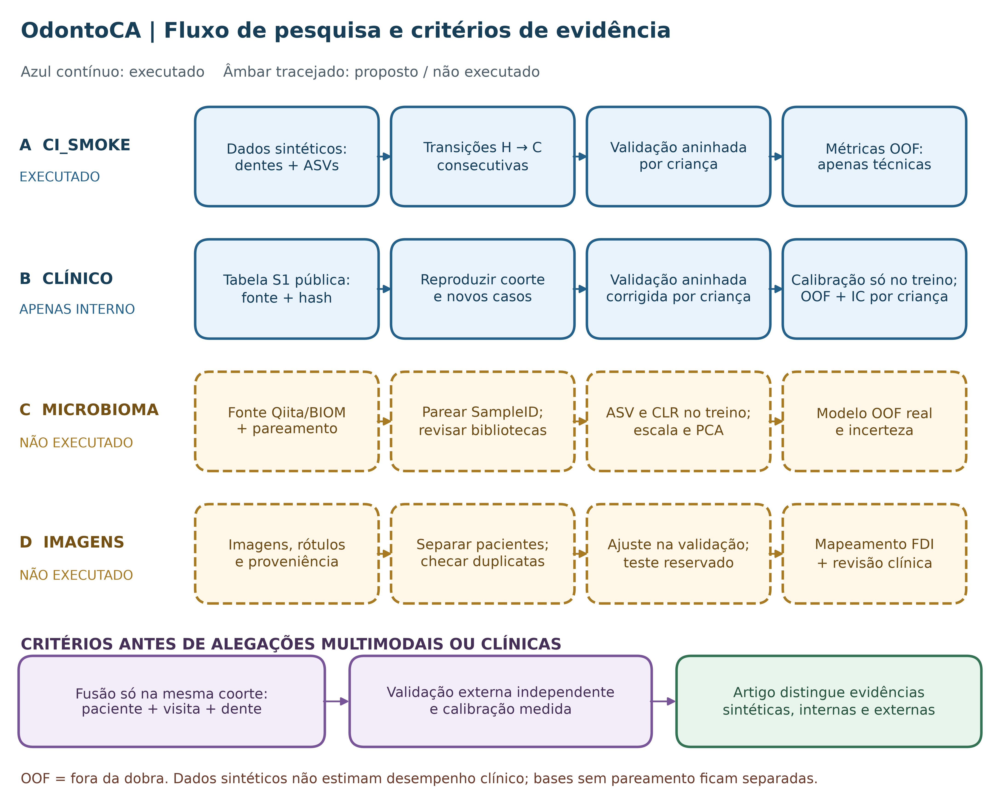 OdontoCA | Fluxo de pesquisa e critérios de evidência
Azul contínuo: executado    Âmbar tracejado: proposto / não executado
A  CI_SMOKE
EXECUTADO
Dados sintéticos:
dentes + ASVs
Transições H → C
consecutivas
Validação aninhada
por criança
Métricas OOF:
apenas técnicas
B  CLÍNICO
APENAS INTERNO
Tabela S1 pública:
fonte + hash
Reproduzir coorte
e novos casos
Validação aninhada
corrigida por criança
Calibração só no treino;
OOF + IC por criança
C  MICROBIOMA
NÃO EXECUTADO
Fonte Qiita/BIOM
+ pareamento
Parear SampleID;
revisar bibliotecas
ASV e CLR no treino;
escala e PCA
Modelo OOF real
e incerteza
D  IMAGENS
NÃO EXECUTADO
Imagens, rótulos
e proveniência
Separar pacientes;
checar duplicatas
Ajuste na validação;
teste reservado
Mapeamento FDI
+ revisão clínica
CRITÉRIOS ANTES DE ALEGAÇÕES MULTIMODAIS OU CLÍNICAS
Fusão só na mesma coorte:
paciente + visita + dente
Validação externa independente
e calibração medida
Artigo distingue evidências
sintéticas, internas e externas
OOF = fora da dobra. Dados sintéticos não estimam desempenho clínico; bases sem pareamento ficam separadas.